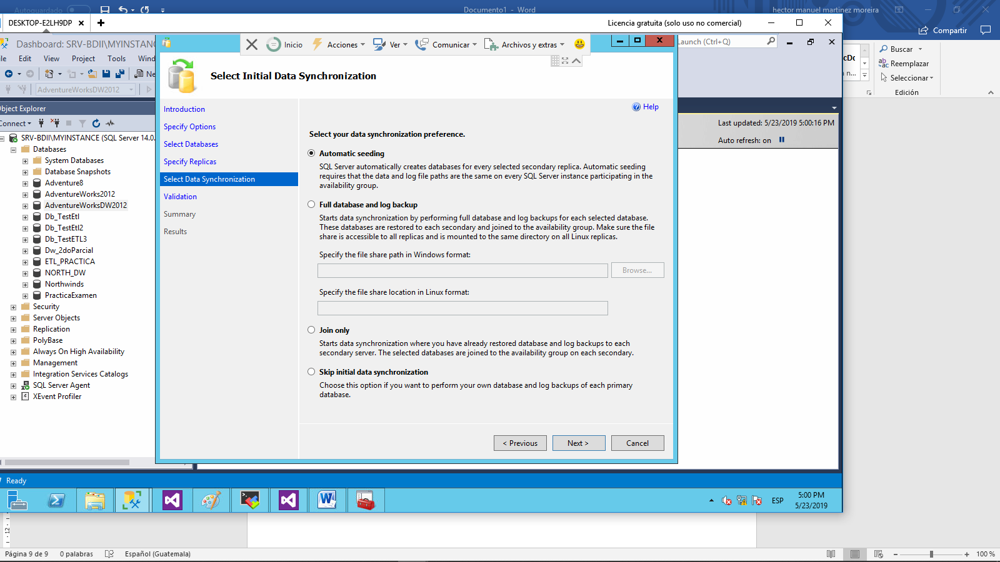 Autoguardado
Documento1 - Word
hector manuel martinez moreira
DESKTOP-E2LH9DP
Licencia gratuita (solo uso no comercial)
Compartir
Dashboard: SRV-BDII\MYINSTANC
Inicio
Acciones
Ver
Comunicar
Archivos y extras
Launch (Ctrl+Q)
Buscar
Reemplazar
Seleccionar
Edición
le Edit View Project Tools Wind
Ne
AdventureWorksDW2012
Select Initial Data Synchronization
bject Explorer
onnect
SRV-BDII\MYINSTANCE (SQL Server 14.0.
Databases
System Databases
Database Snapshots
Adventure8
AdventureWorks2012
AdventureWorksDW2012
Db_TestEtl
Db_TestEtl2
Db_TestETL3
Dw_2doParcial
ETL_PRACTICA
NORTH_DW
Northwinds
PracticaExamen
Security
Server Objects
Replication
PolyBase
Always On High Availability
Management
Integration Services Catalogs
SQL Server Agent
XEvent Profiler
Introduction
Specify Options
Select Databases
Specify Replicas
Select Data Synchronization
Validation
Summary
Results
Help
Select your data synchronization preference.
Automatic seeding
SQL Server automatically creates databases for every selected secondary replica. Automatic seeding
requires that the data and log file paths are the same on every SQL Server instance participating in the
availability group.
Full database and log backup
Starts data synchronization by performing full database and log backups for each selected database.
These databases are restored to each secondary and joined to the availability group. Make sure the file
share is accessible to all replicas and is mounted to the same directory on all Linux replicas.
Specify the file share path in Windows format:
Browse...
Specify the file share location in Linux format:
Join only
Starts data synchronization where you have already restored database and log backups to each
secondary server. The selected databases are joined to the availability group on each secondary.
Skip initial data synchronization
Choose this option if you want to perform your own database and log backups of each primary
database.
< Previous
Next >
Cancel
Last updated: 5/23/2019 5:00:16 PM
Auto refresh: on
Ready
ESP
5:00 PM
5/23/2019
12
Página 9 de 9
0 palabras
Español (Guatemala)
100 %